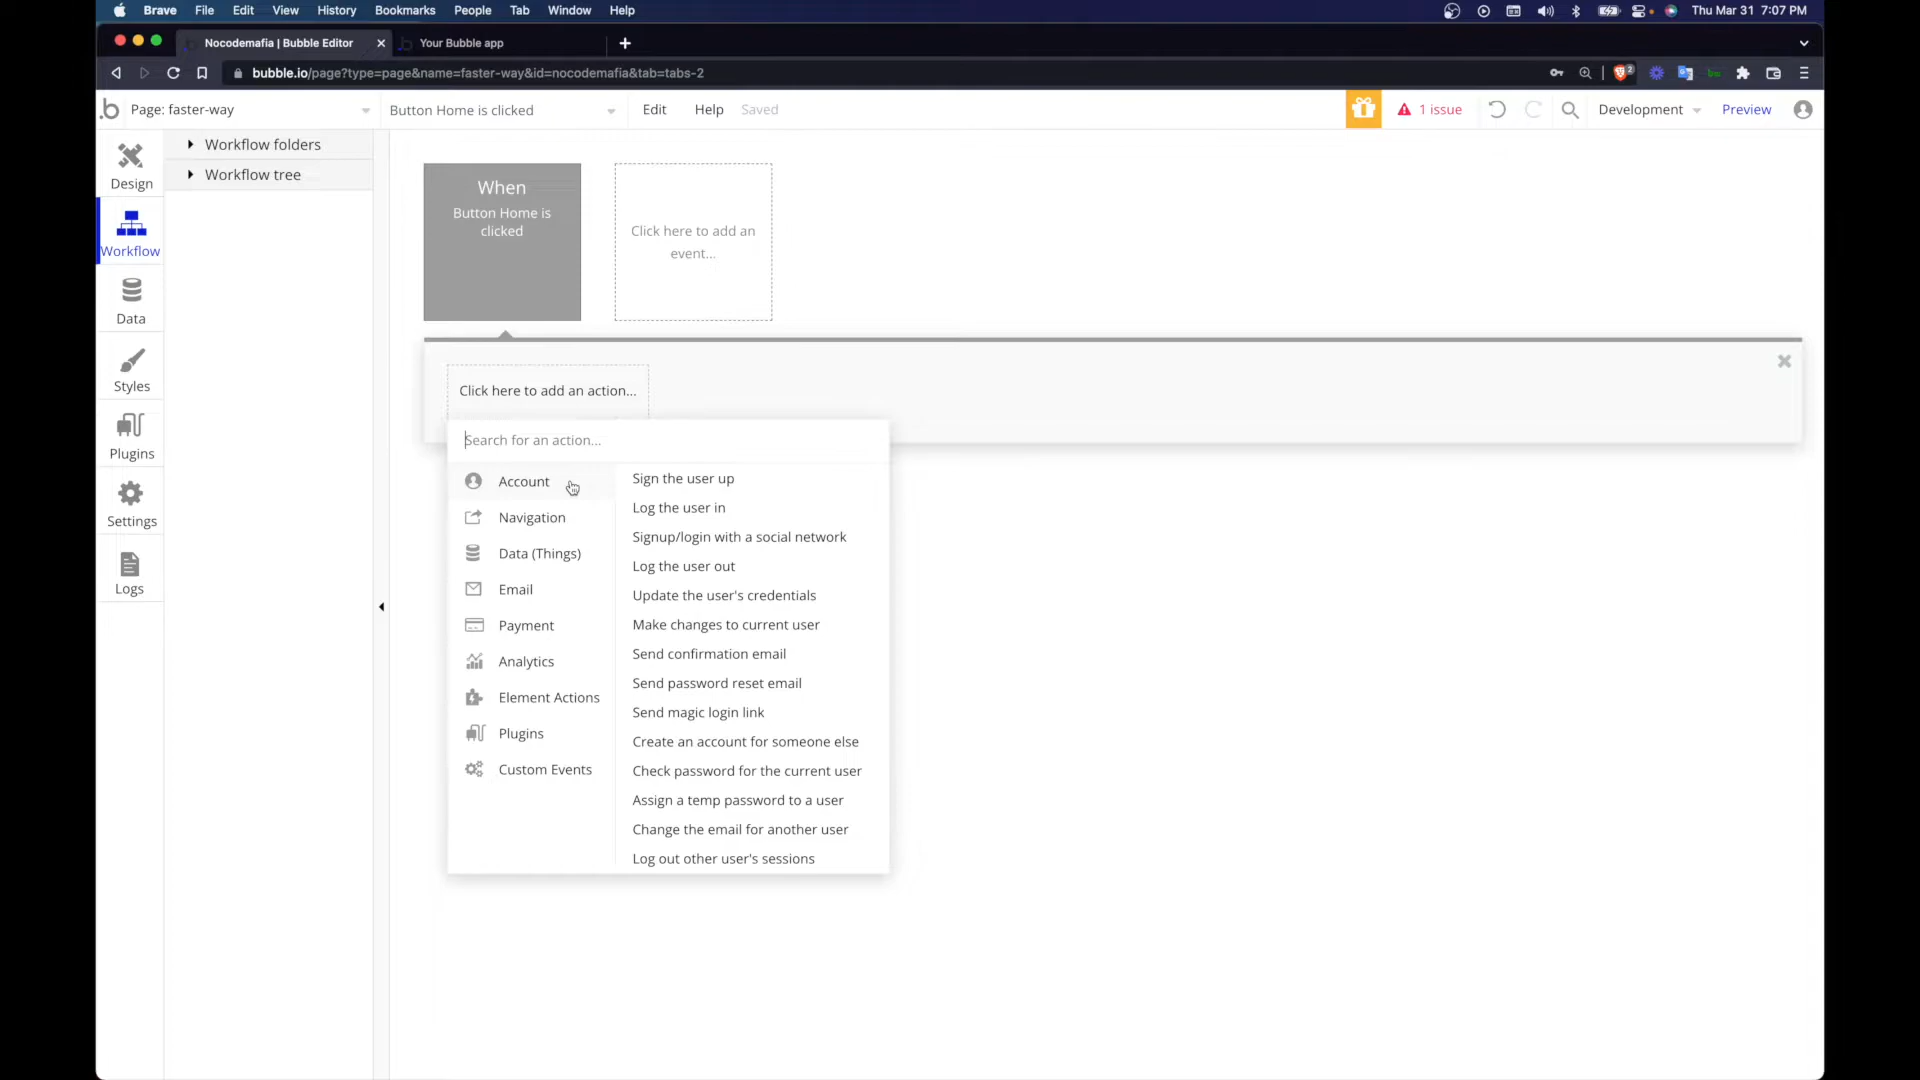 Brave File Edit View History Bookmarks People Tab Window Help Thu Mar 31 7:07 PM
Nocodemafia | Bubble Editor Your Bubble app
bubble.io/page?type=page&name=faster-way&id=nocodemafia&tab=tabs-2 2
.b Page: faster-way Button Home is clicked Edit Help Saved 1 issue Development Preview
Design
Workflow
Data
Styles
Plugins
Settings
Logs
Workflow folders
Workflow tree
When
Button Home is
clicked
Click here to add an
event...
Click here to add an action...
Search for an action...
Account
Navigation
Data (Things)
Email
Payment
Analytics
Element Actions
Plugins
Custom Events
Sign the user up
Log the user in
Signup/login with a social network
Log the user out
Update the user's credentials
Make changes to current user
Send confirmation email
Send password reset email
Send magic login link
Create an account for someone else
Check password for the current user
Assign a temp password to a user
Change the email for another user
Log out other user's sessions